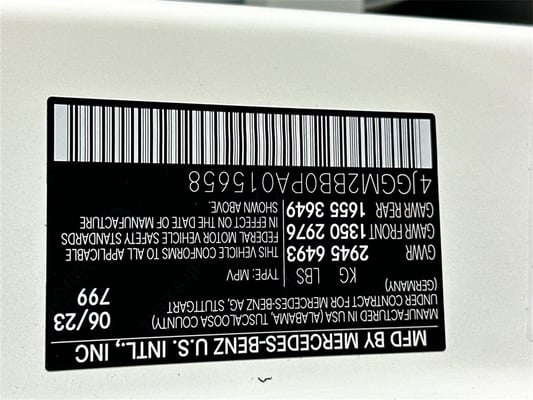 MFD BY MERCEDES-BENZ U.S. INTL., INC
MANUFACTURED IN USA (ALABAMA, TUSCALOOSA COUNTY)
UNDER CONTRACT FOR MERCEDES-BENZ AG, STUTTGART
(GERMANY)
06/23
799
KG LBS
TYPE: MPV
GVWR 2945 6493
GAWR FRONT 1350 2976
GAWR REAR 1655 3649
THIS VEHICLE CONFORMS TO ALL APPLICABLE
FEDERAL MOTOR VEHICLE SAFETY STANDARDS
IN EFFECT ON THE DATE OF MANUFACTURE
SHOWN ABOVE.
4JGGM2BB0PA015658